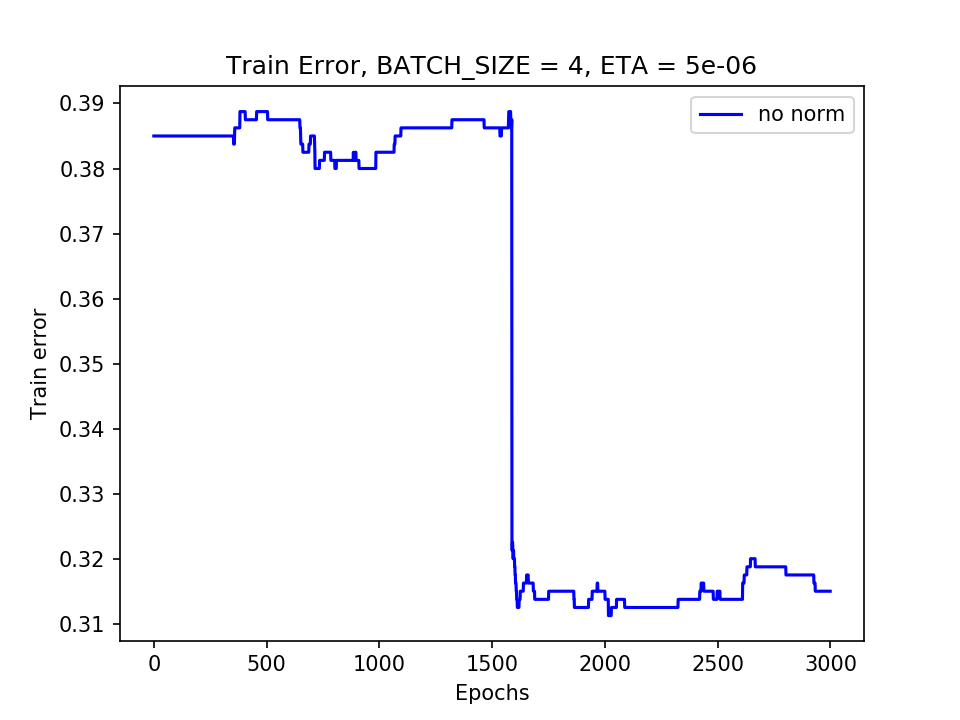 Train Error, BATCH_SIZE = 4, ETA = 5e-06
no norm
0.39
0.38
0.37
0.36
0.35
0.34
0.33
0.32
0.31
Train error
0 500 1000 1500 2000 2500 3000
Epochs